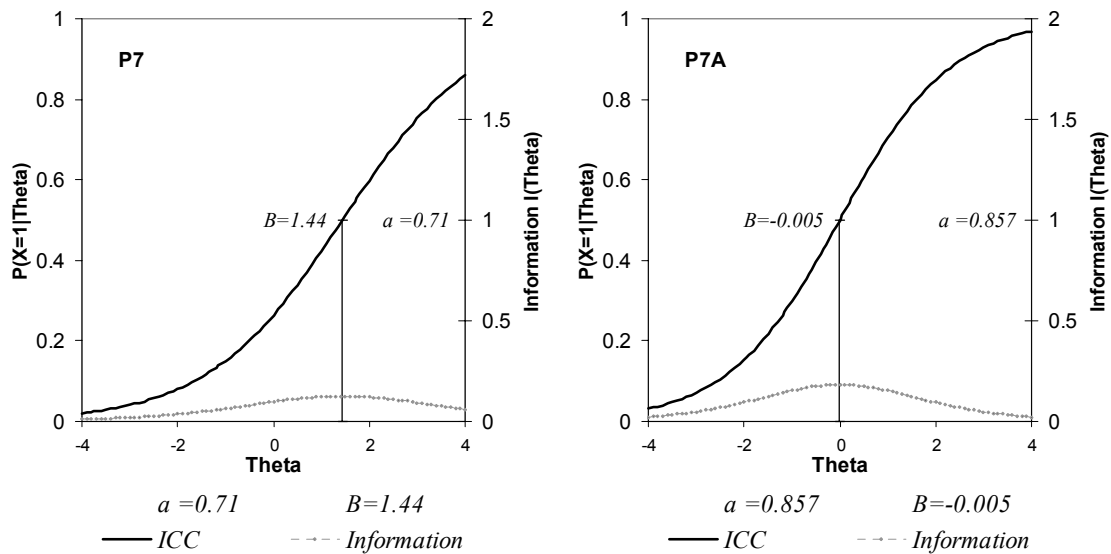 P7
P(X=1|Theta)
1
0.8
0.6
0.4
0.2
0
2
1.5
1
0.5
0
Information I(Theta)
B=1.44
a =0.71
-4 -2 0 2 4
Theta
a =0.71 B=1.44
ICC Information
P7A
P(X=1|Theta)
1
0.8
0.6
0.4
0.2
0
2
1.5
1
0.5
0
Information I(Theta)
B=-0.005
a =0.857
-4 -2 0 2 4
Theta
a =0.857 B=-0.005
ICC Information